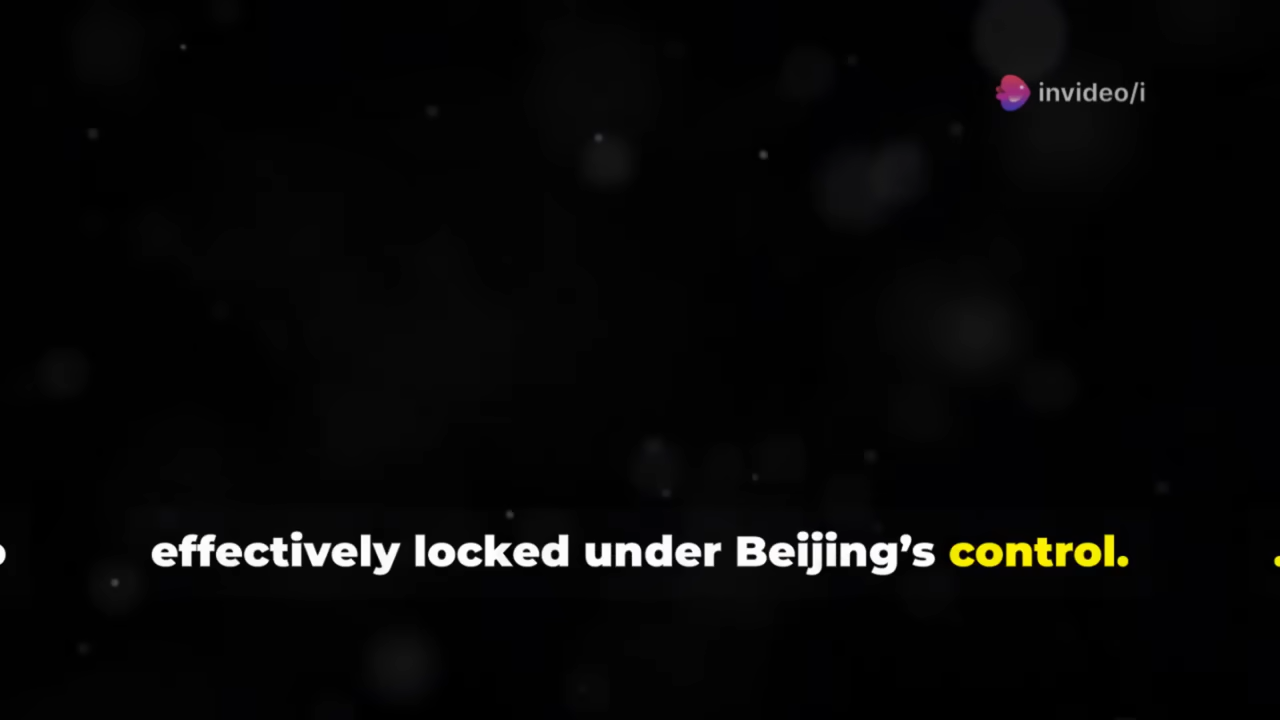 invideo/i
effectively locked under Beijing’s control.